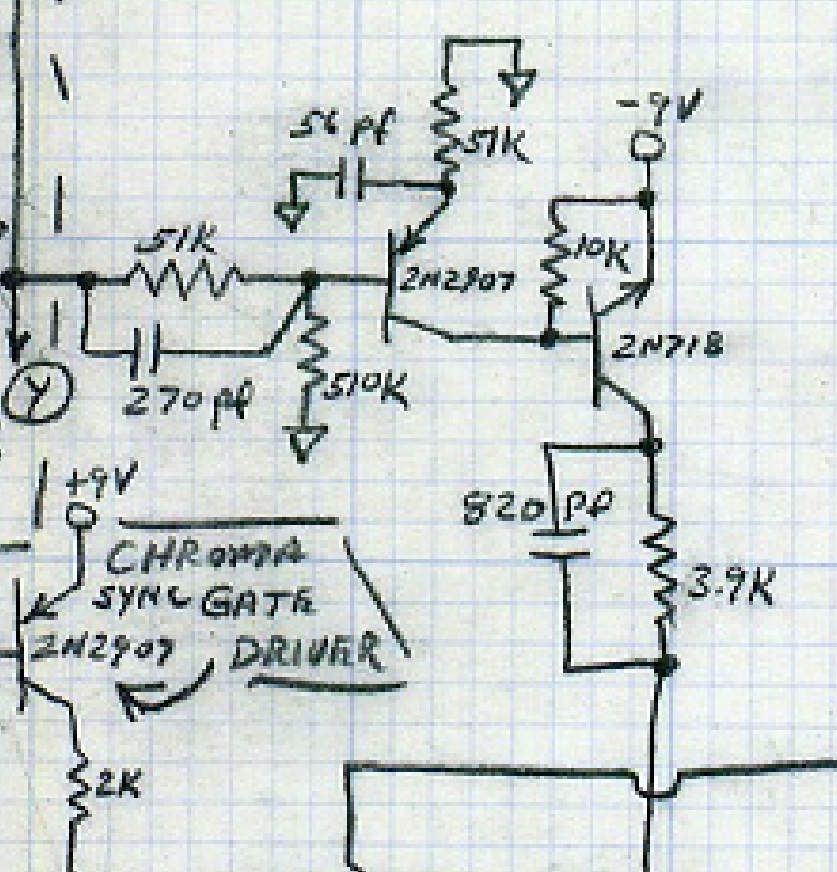 -9V
56 pf
51K
51K
10K
2N2907
2N718
Y
270 pf
510K
+9V
820 pf
CHROMA
SYNC GATE
3.9K
2N2907
DRIVER
2K